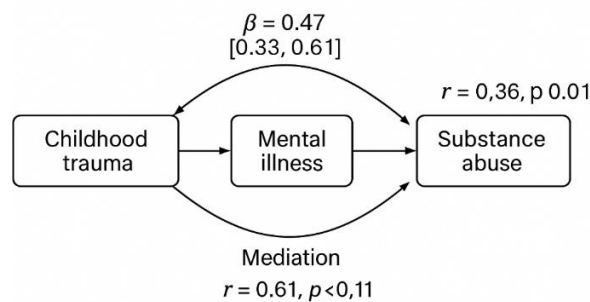 β = 0.47
[0.33, 0.61]
r = 0,36, p 0.01
Childhood
trauma
Mental
illness
Substance
abuse
Mediation
r = 0.61, p<0,11